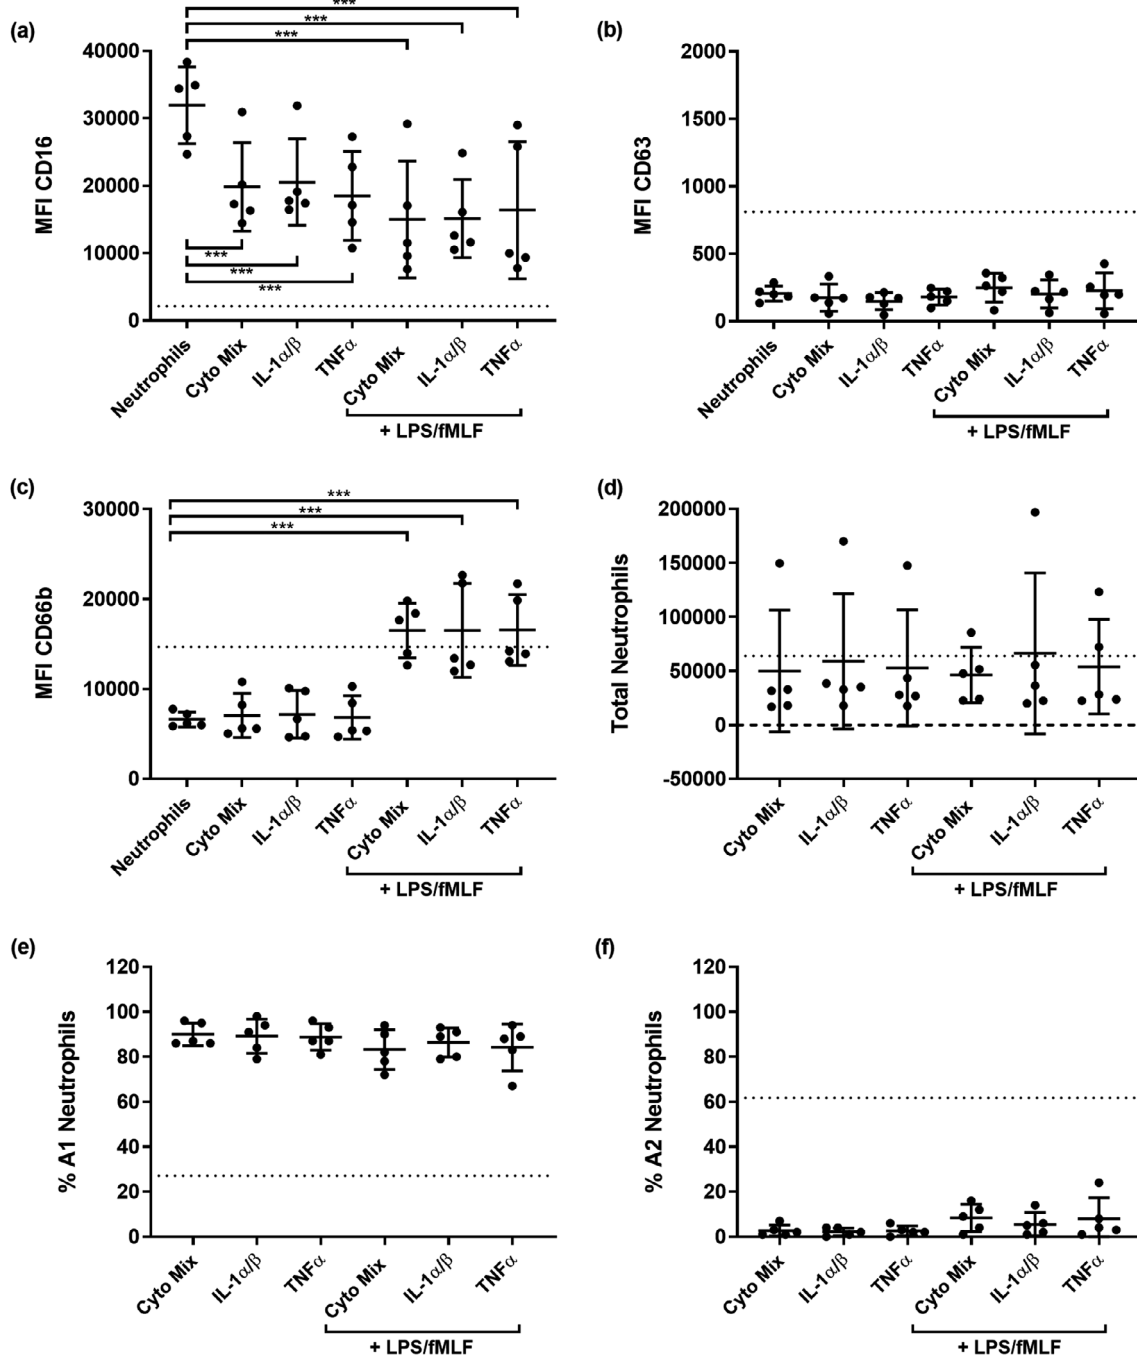 (a)
***
***
***
MFI CD16
40000
30000
20000
10000
0
***
***
***
Neutrophils
Cyto Mix
IL-1α/β
TNFα
Cyto Mix
IL-1α/β
TNFα
+ LPS/fMLF
(b)
MFI CD63
2000
1500
1000
500
0
Neutrophils
Cyto Mix
IL-1α/β
TNFα
Cyto Mix
IL-1α/β
TNFα
+ LPS/fMLF
(c)
***
***
***
MFI CD66b
30000
20000
10000
0
Neutrophils
Cyto Mix
IL-1α/β
TNFα
Cyto Mix
IL-1α/β
TNFα
+ LPS/fMLF
(d)
Total Neutrophils
200000
150000
100000
50000
0
-50000
Cyto Mix
IL-1α/β
TNFα
Cyto Mix
IL-1α/β
TNFα
+ LPS/fMLF
(e)
% A1 Neutrophils
120
100
80
60
40
20
0
Cyto Mix
IL-1α/β
TNFα
Cyto Mix
IL-1α/β
TNFα
+ LPS/fMLF
(f)
% A2 Neutrophils
120
100
80
60
40
20
0
Cyto Mix
IL-1α/β
TNFα
Cyto Mix
IL-1α/β
TNFα
+ LPS/fMLF